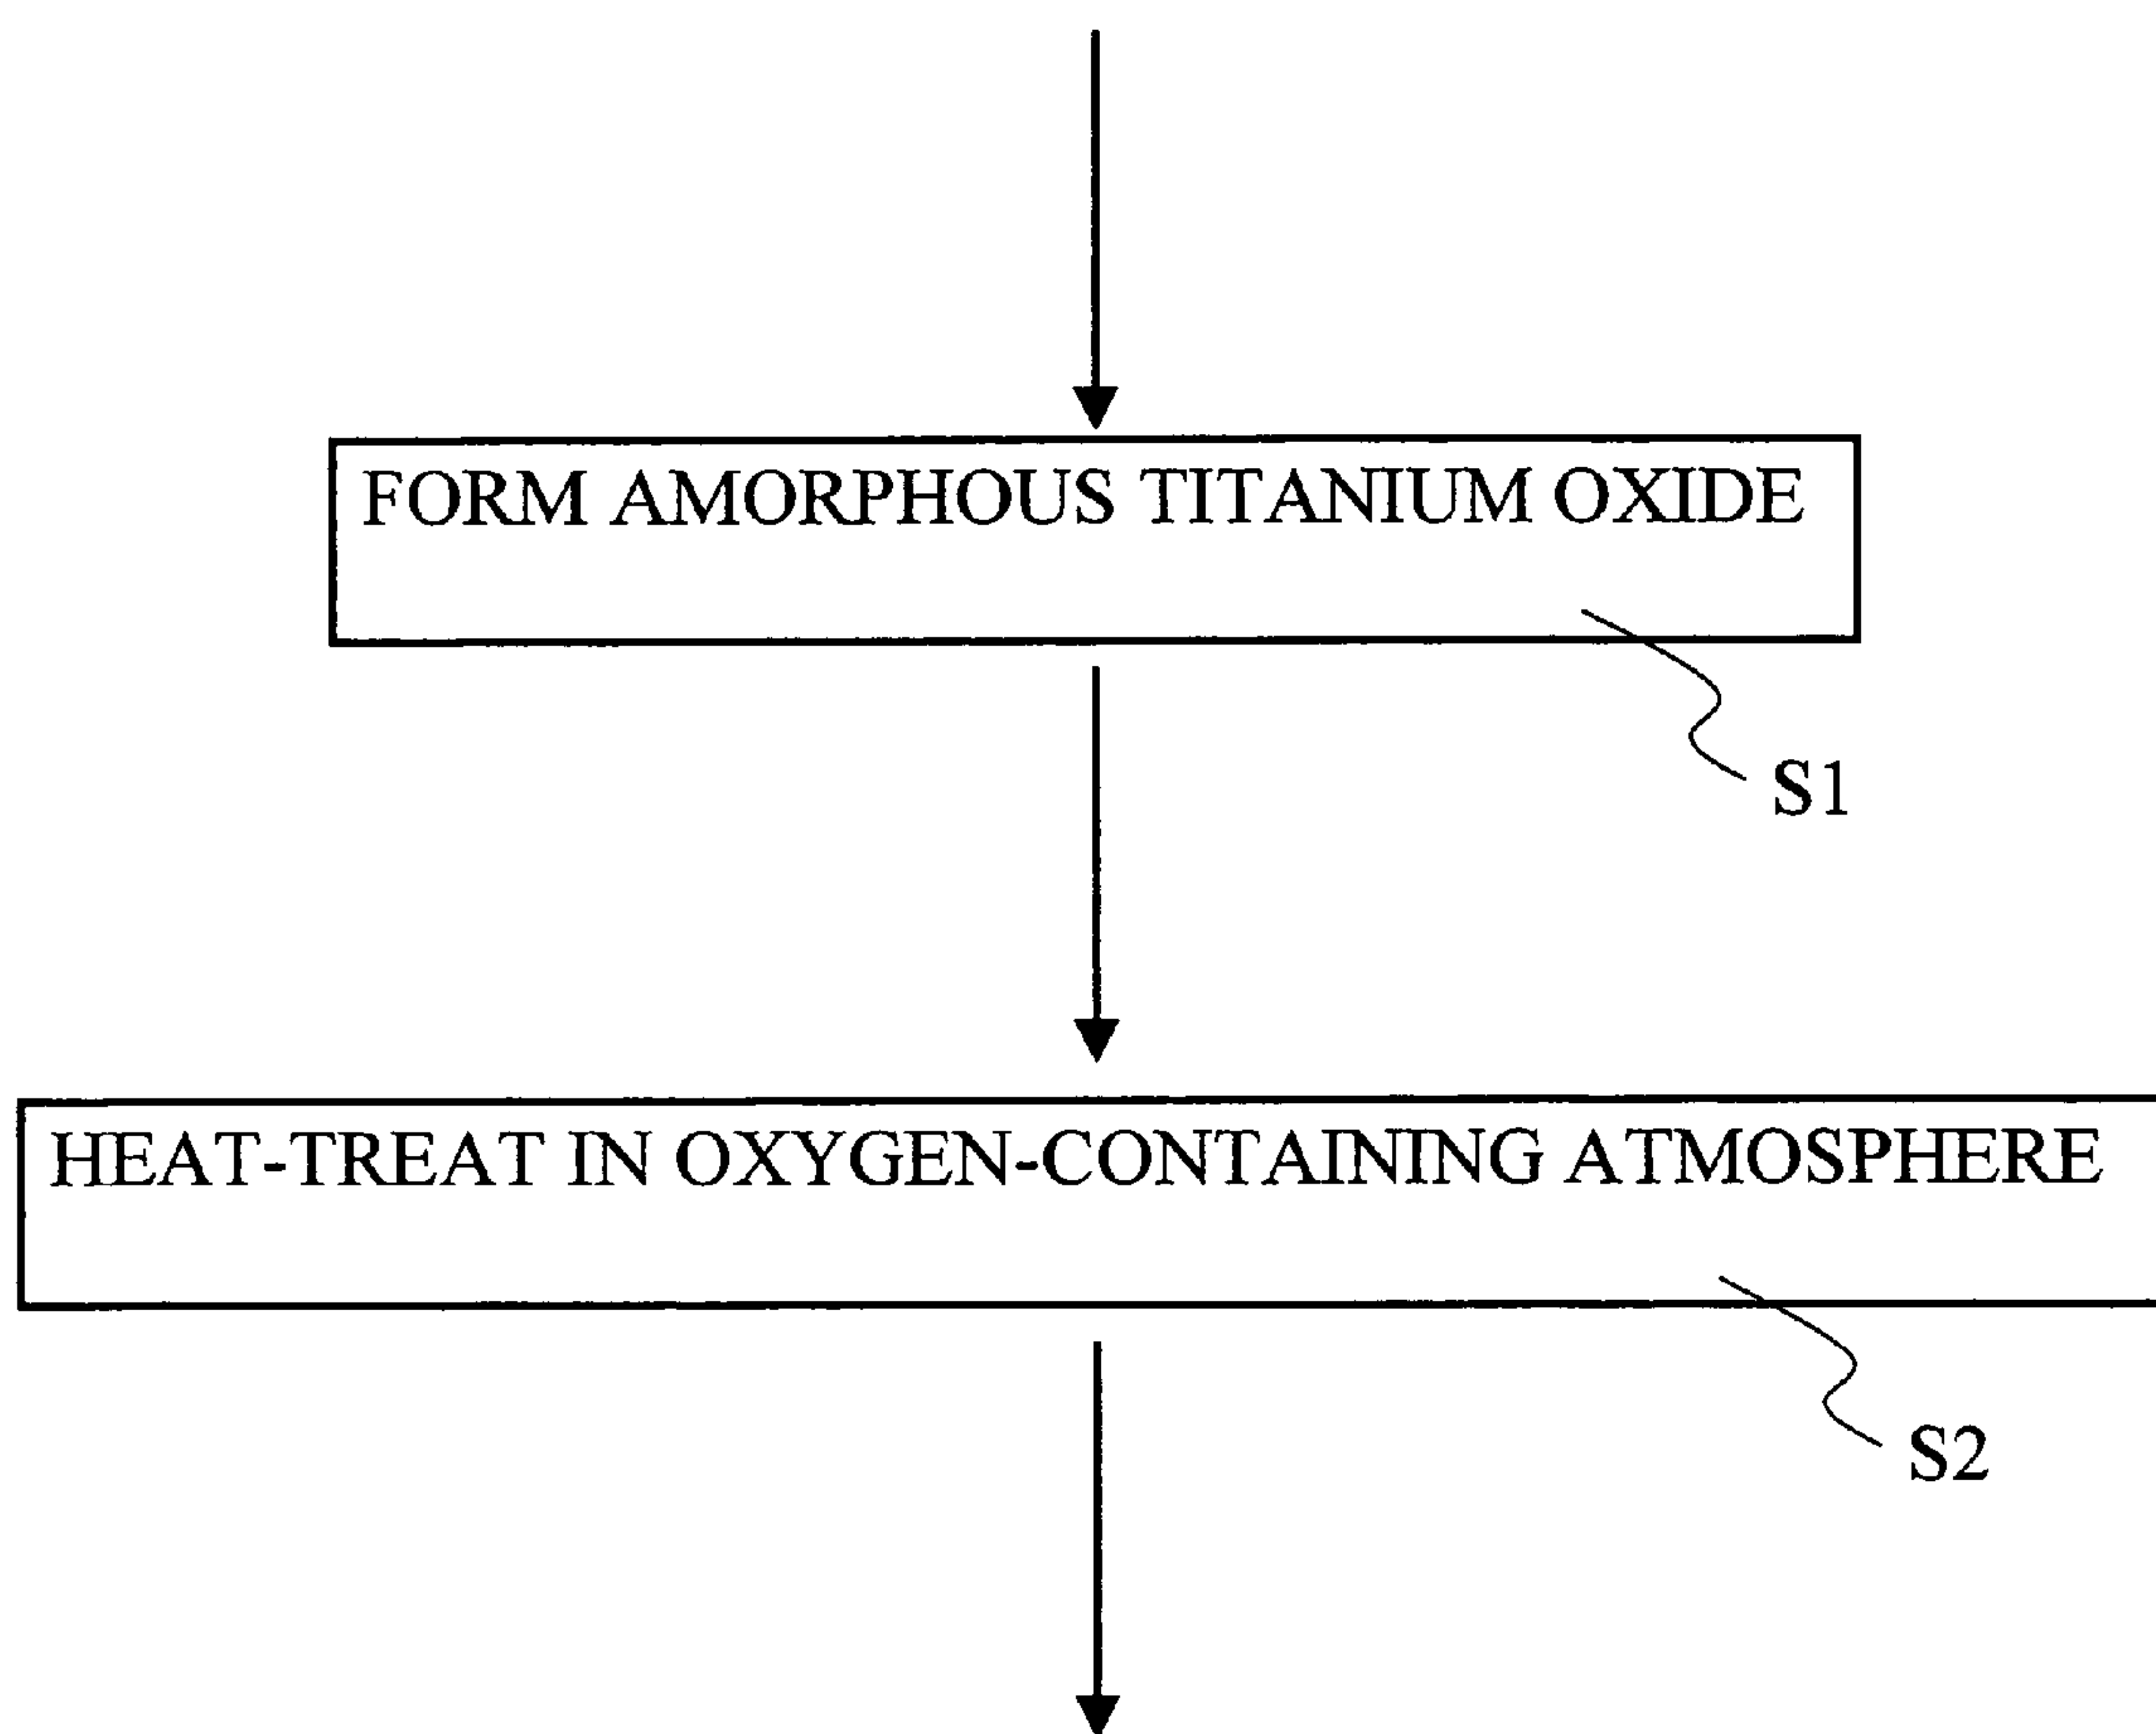 FORM AMORPHOUS TITANIUM OXIDE
S1
HEAT-TREAT IN OXYGEN-CONTAINING ATMOSPHERE
S2